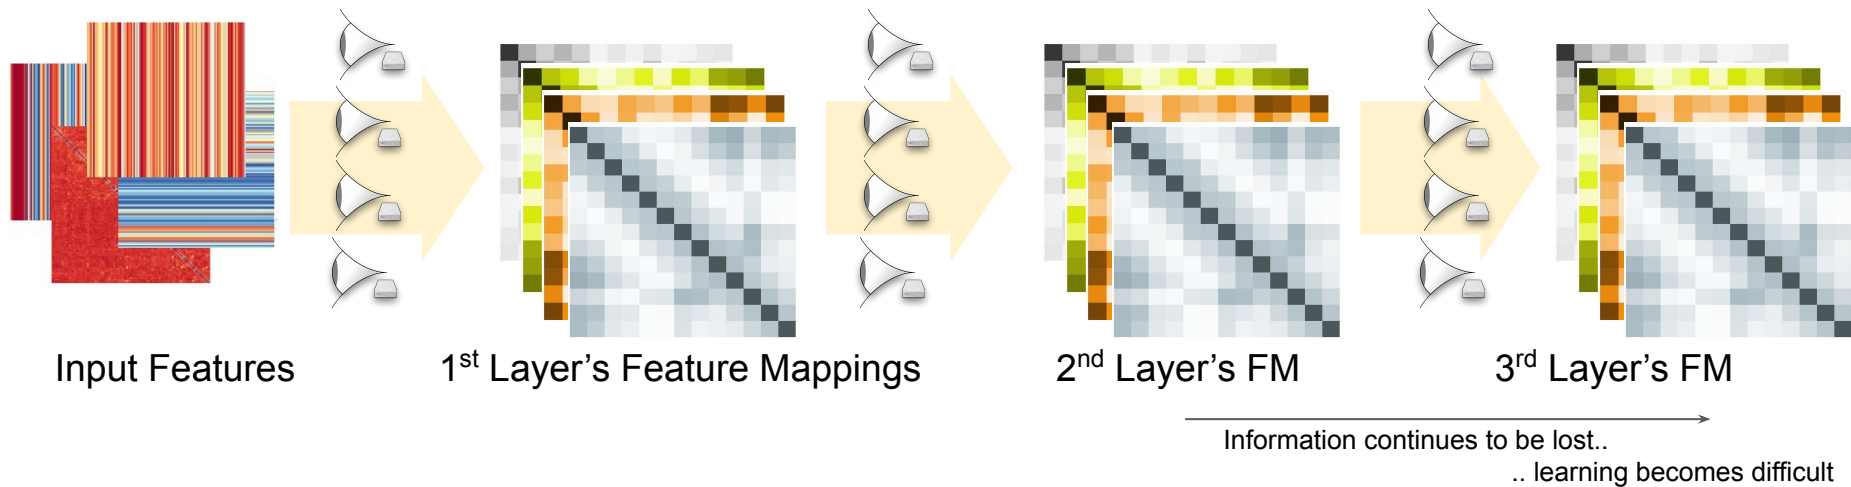 Input Features
1st Layer’s Feature Mappings
2nd Layer’s FM
3rd Layer’s FM
Information continues to be lost..
.. learning becomes difficult